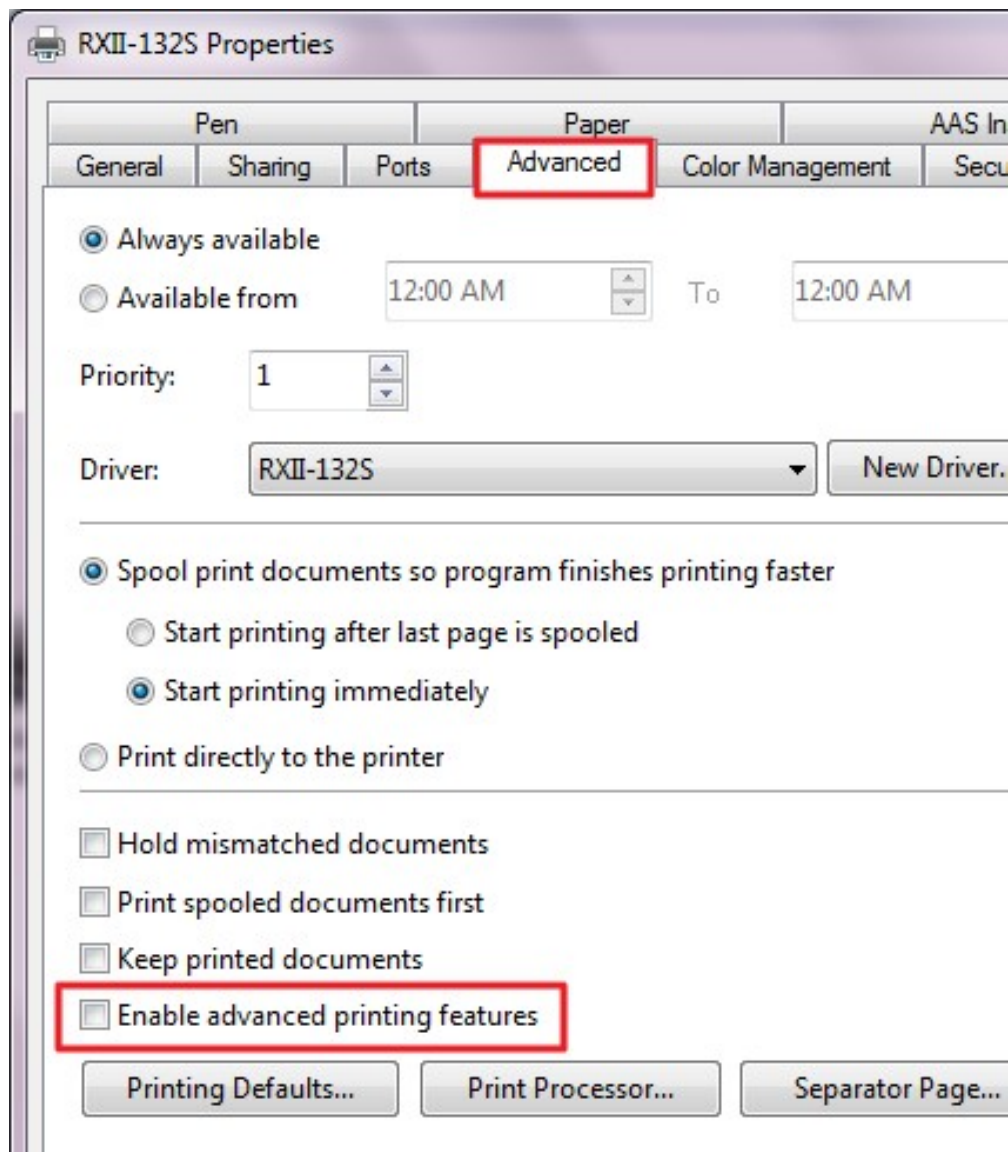 RXII-132S Properties
Pen Paper AAS In
General Sharing Ports Advanced Color Management Secu
Always available
Available from 12:00 AM To 12:00 AM
Priority: 1
Driver: RXII-132S New Driver.
Spool print documents so program finishes printing faster
Start printing after last page is spooled
Start printing immediately
Print directly to the printer
Hold mismatched documents
Print spooled documents first
Keep printed documents
Enable advanced printing features
Printing Defaults... Print Processor... Separator Page...